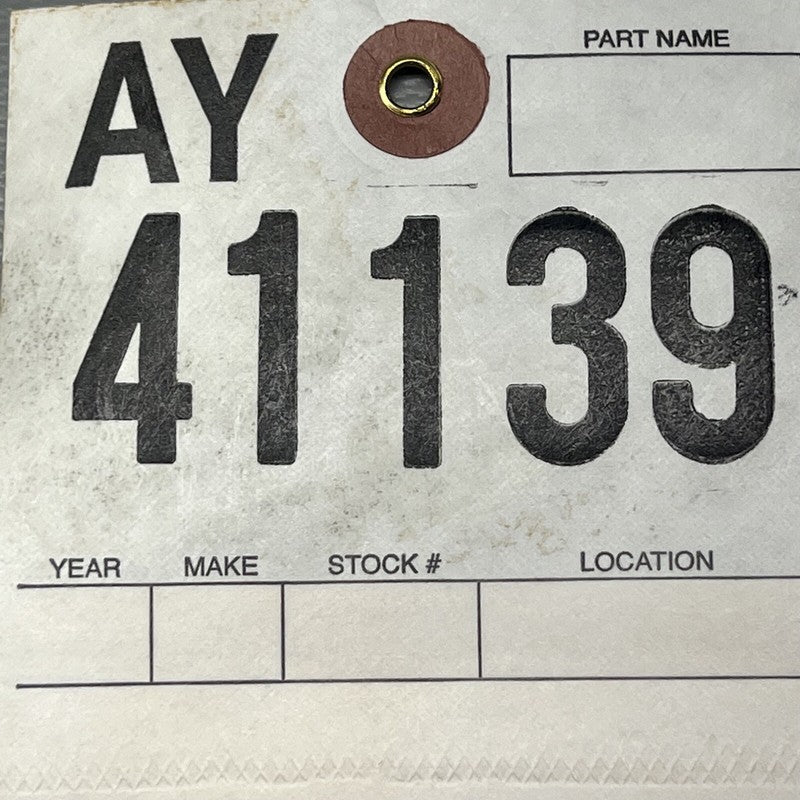 AY
PART NAME
41139
YEAR MAKE STOCK # LOCATION